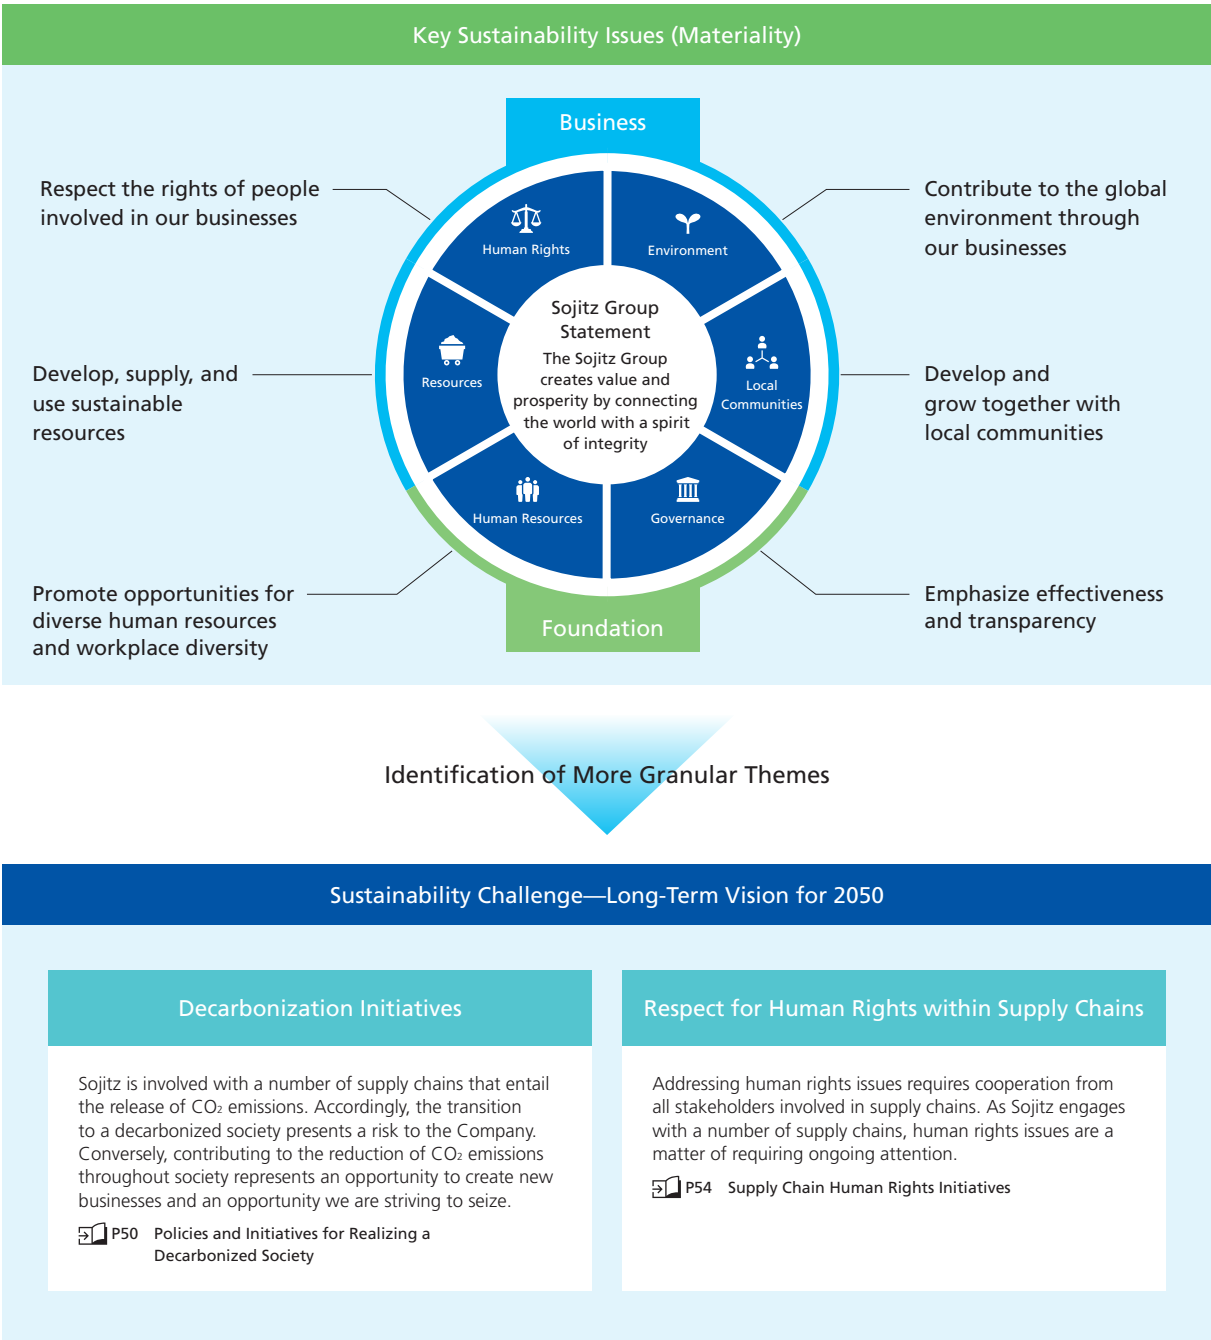 Key Sustainability Issues (Materiality)
Business
Respect the rights of people
involved in our businesses
Contribute to the global
environment through
our businesses
Human Rights
Environment
Develop, supply, and
use sustainable
resources
Resources
Sojitz Group
Statement
The Sojitz Group
creates value and
prosperity by connecting
the world with a spirit
of integrity
Local
Communities
Develop and
grow together with
local communities
Human Resources
Governance
Promote opportunities for
diverse human resources
and workplace diversity
Foundation
Emphasize effectiveness
and transparency
Identification of More Granular Themes
Sustainability Challenge—Long-Term Vision for 2050
Decarbonization Initiatives
Sojitz is involved with a number of supply chains that entail
the release of CO₂ emissions. Accordingly, the transition
to a decarbonized society presents a risk to the Company.
Conversely, contributing to the reduction of CO₂ emissions
throughout society represents an opportunity to create new
businesses and an opportunity we are striving to seize.
P50 Policies and Initiatives for Realizing a
Decarbonized Society
Respect for Human Rights within Supply Chains
Addressing human rights issues requires cooperation from
all stakeholders involved in supply chains. As Sojitz engages
with a number of supply chains, human rights issues are a
matter of requiring ongoing attention.
P54 Supply Chain Human Rights Initiatives